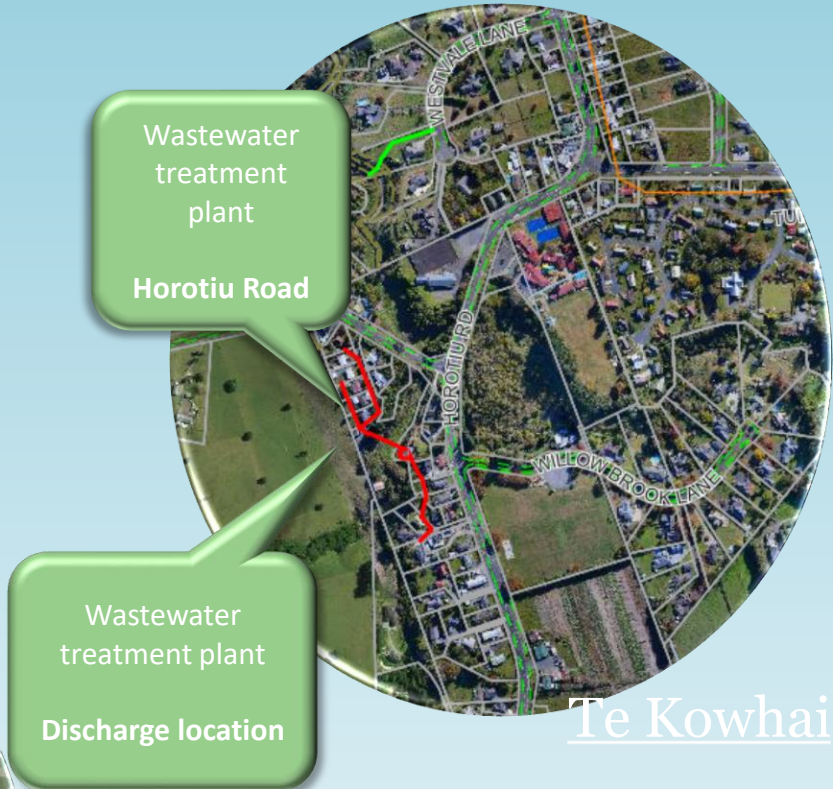 WESTVALE LANE
Wastewater
treatment
plant
Horotiu Road
HOROTIU RD
WILLOW BROOK LANE
Wastewater
treatment plant
Discharge location
Te Kowhai